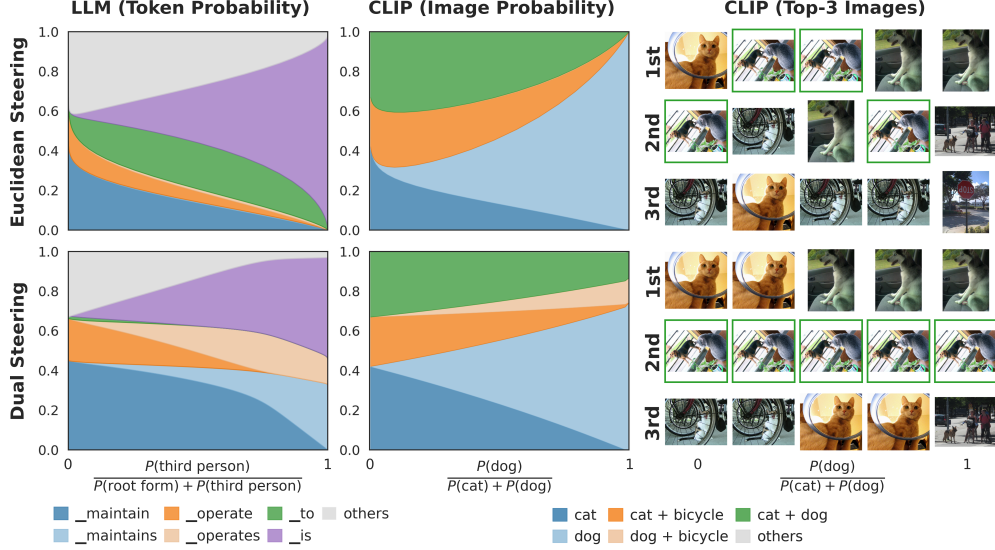 LLM (Token Probability)
CLIP (Image Probability)
CLIP (Top-3 Images)
Euclidean Steering
1.0
0.8
0.6
0.4
0.2
0.0
1.0
0.8
0.6
0.4
0.2
0.0
1st
2nd
3rd
Dual Steering
1.0
0.8
0.6
0.4
0.2
0.0
1.0
0.8
0.6
0.4
0.2
0.0
1st
2nd
3rd
0 1
P(third person)
P(root form) + P(third person)
0 1
P(dog)
P(cat) + P(dog)
0 1
P(dog)
P(cat) + P(dog)
_maintain _operate _to others
_maintains _operates _is
cat cat + bicycle cat + dog
dog dog + bicycle others